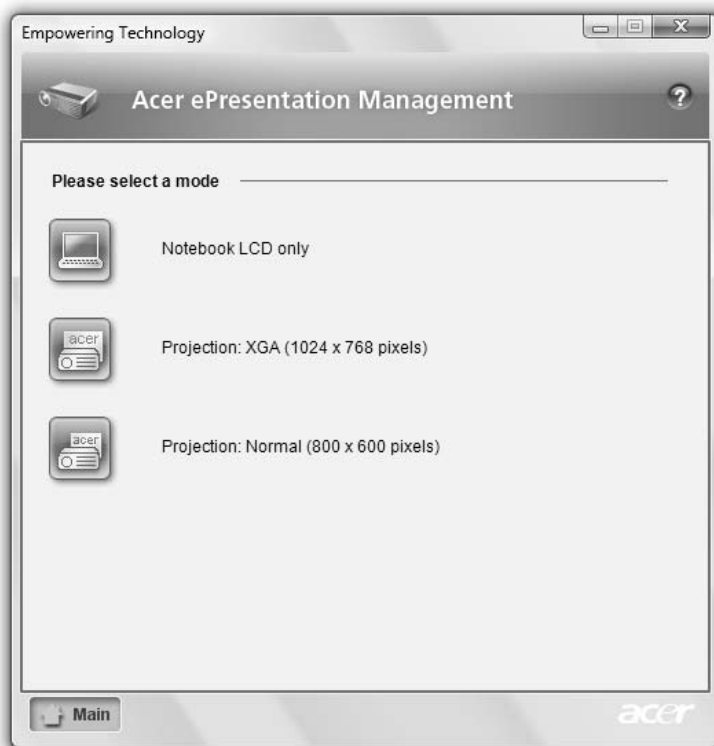 Empowering Technology
Acer ePresentation Management
?
Please select a mode
Notebook LCD only
acer
Projection: XGA (1024 x 768 pixels)
acer
Projection: Normal (800 x 600 pixels)
Main
acer